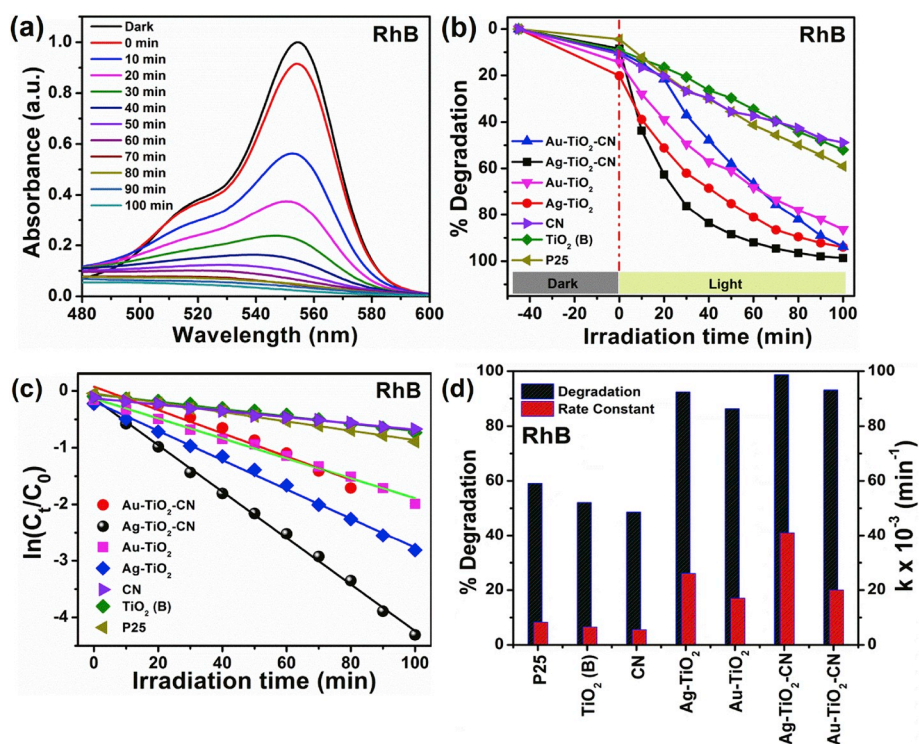 (a)
RhB
Dark
0 min
10 min
20 min
30 min
40 min
50 min
60 min
70 min
80 min
90 min
100 min
Absorbance (a.u.)
1.0
0.8
0.6
0.4
0.2
0.0
480 500 520 540 560 580 600
Wavelength (nm)
(b)
RhB
% Degradation
0
20
40
60
80
100
Au-TiO₂-CN
Ag-TiO₂-CN
Au-TiO₂
Ag-TiO₂
CN
TiO₂ (B)
P25
Dark
Light
-40 -20 0 20 40 60 80 100
Irradiation time (min)
(c)
RhB
ln(Cₜ/C₀)
0
-1
-2
-3
-4
Au-TiO₂-CN
Ag-TiO₂-CN
Au-TiO₂
Ag-TiO₂
CN
TiO₂ (B)
P25
0 20 40 60 80 100
Irradiation time (min)
(d)
Degradation
Rate Constant
RhB
% Degradation
100
80
60
40
20
0
100
80
60
40
20
0
k x 10⁻³ (min⁻¹)
P25
TiO₂ (B)
CN
Ag-TiO₂
Au-TiO₂
Ag-TiO₂-CN
Au-TiO₂-CN